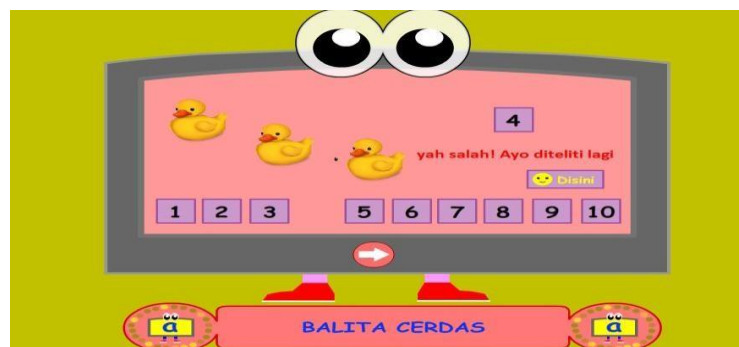 4
yah salah! Ayo diteliti lagi
Disini
1 2 3 5 6 7 8 9 10
a BALITA CERDAS a